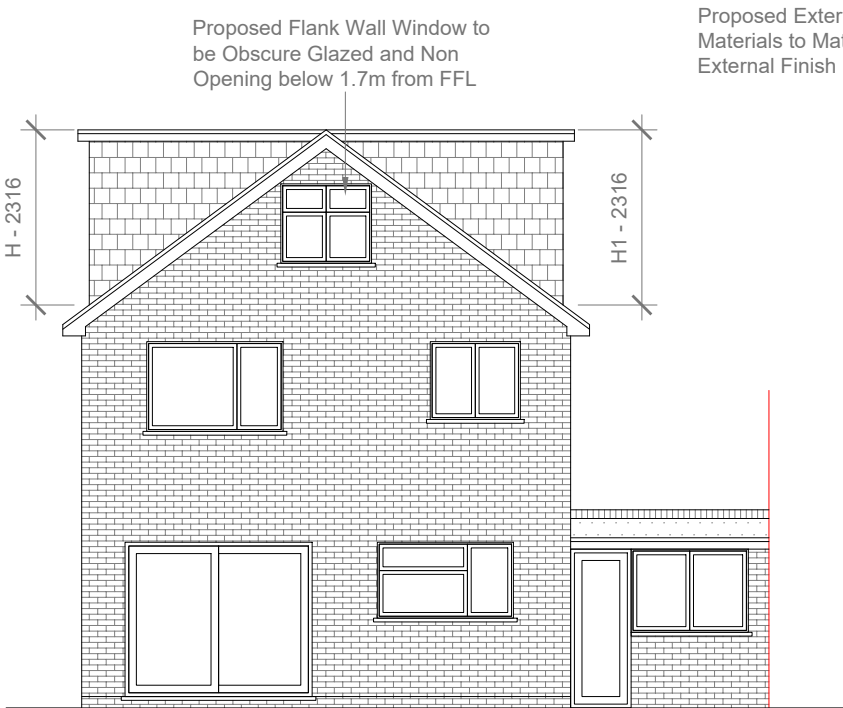 Proposed Flank Wall Window to
be Obscure Glazed and Non
Opening below 1.7m from FFL
Proposed Exter
Materials to Mat
External Finish
H - 2316
H1 - 2316